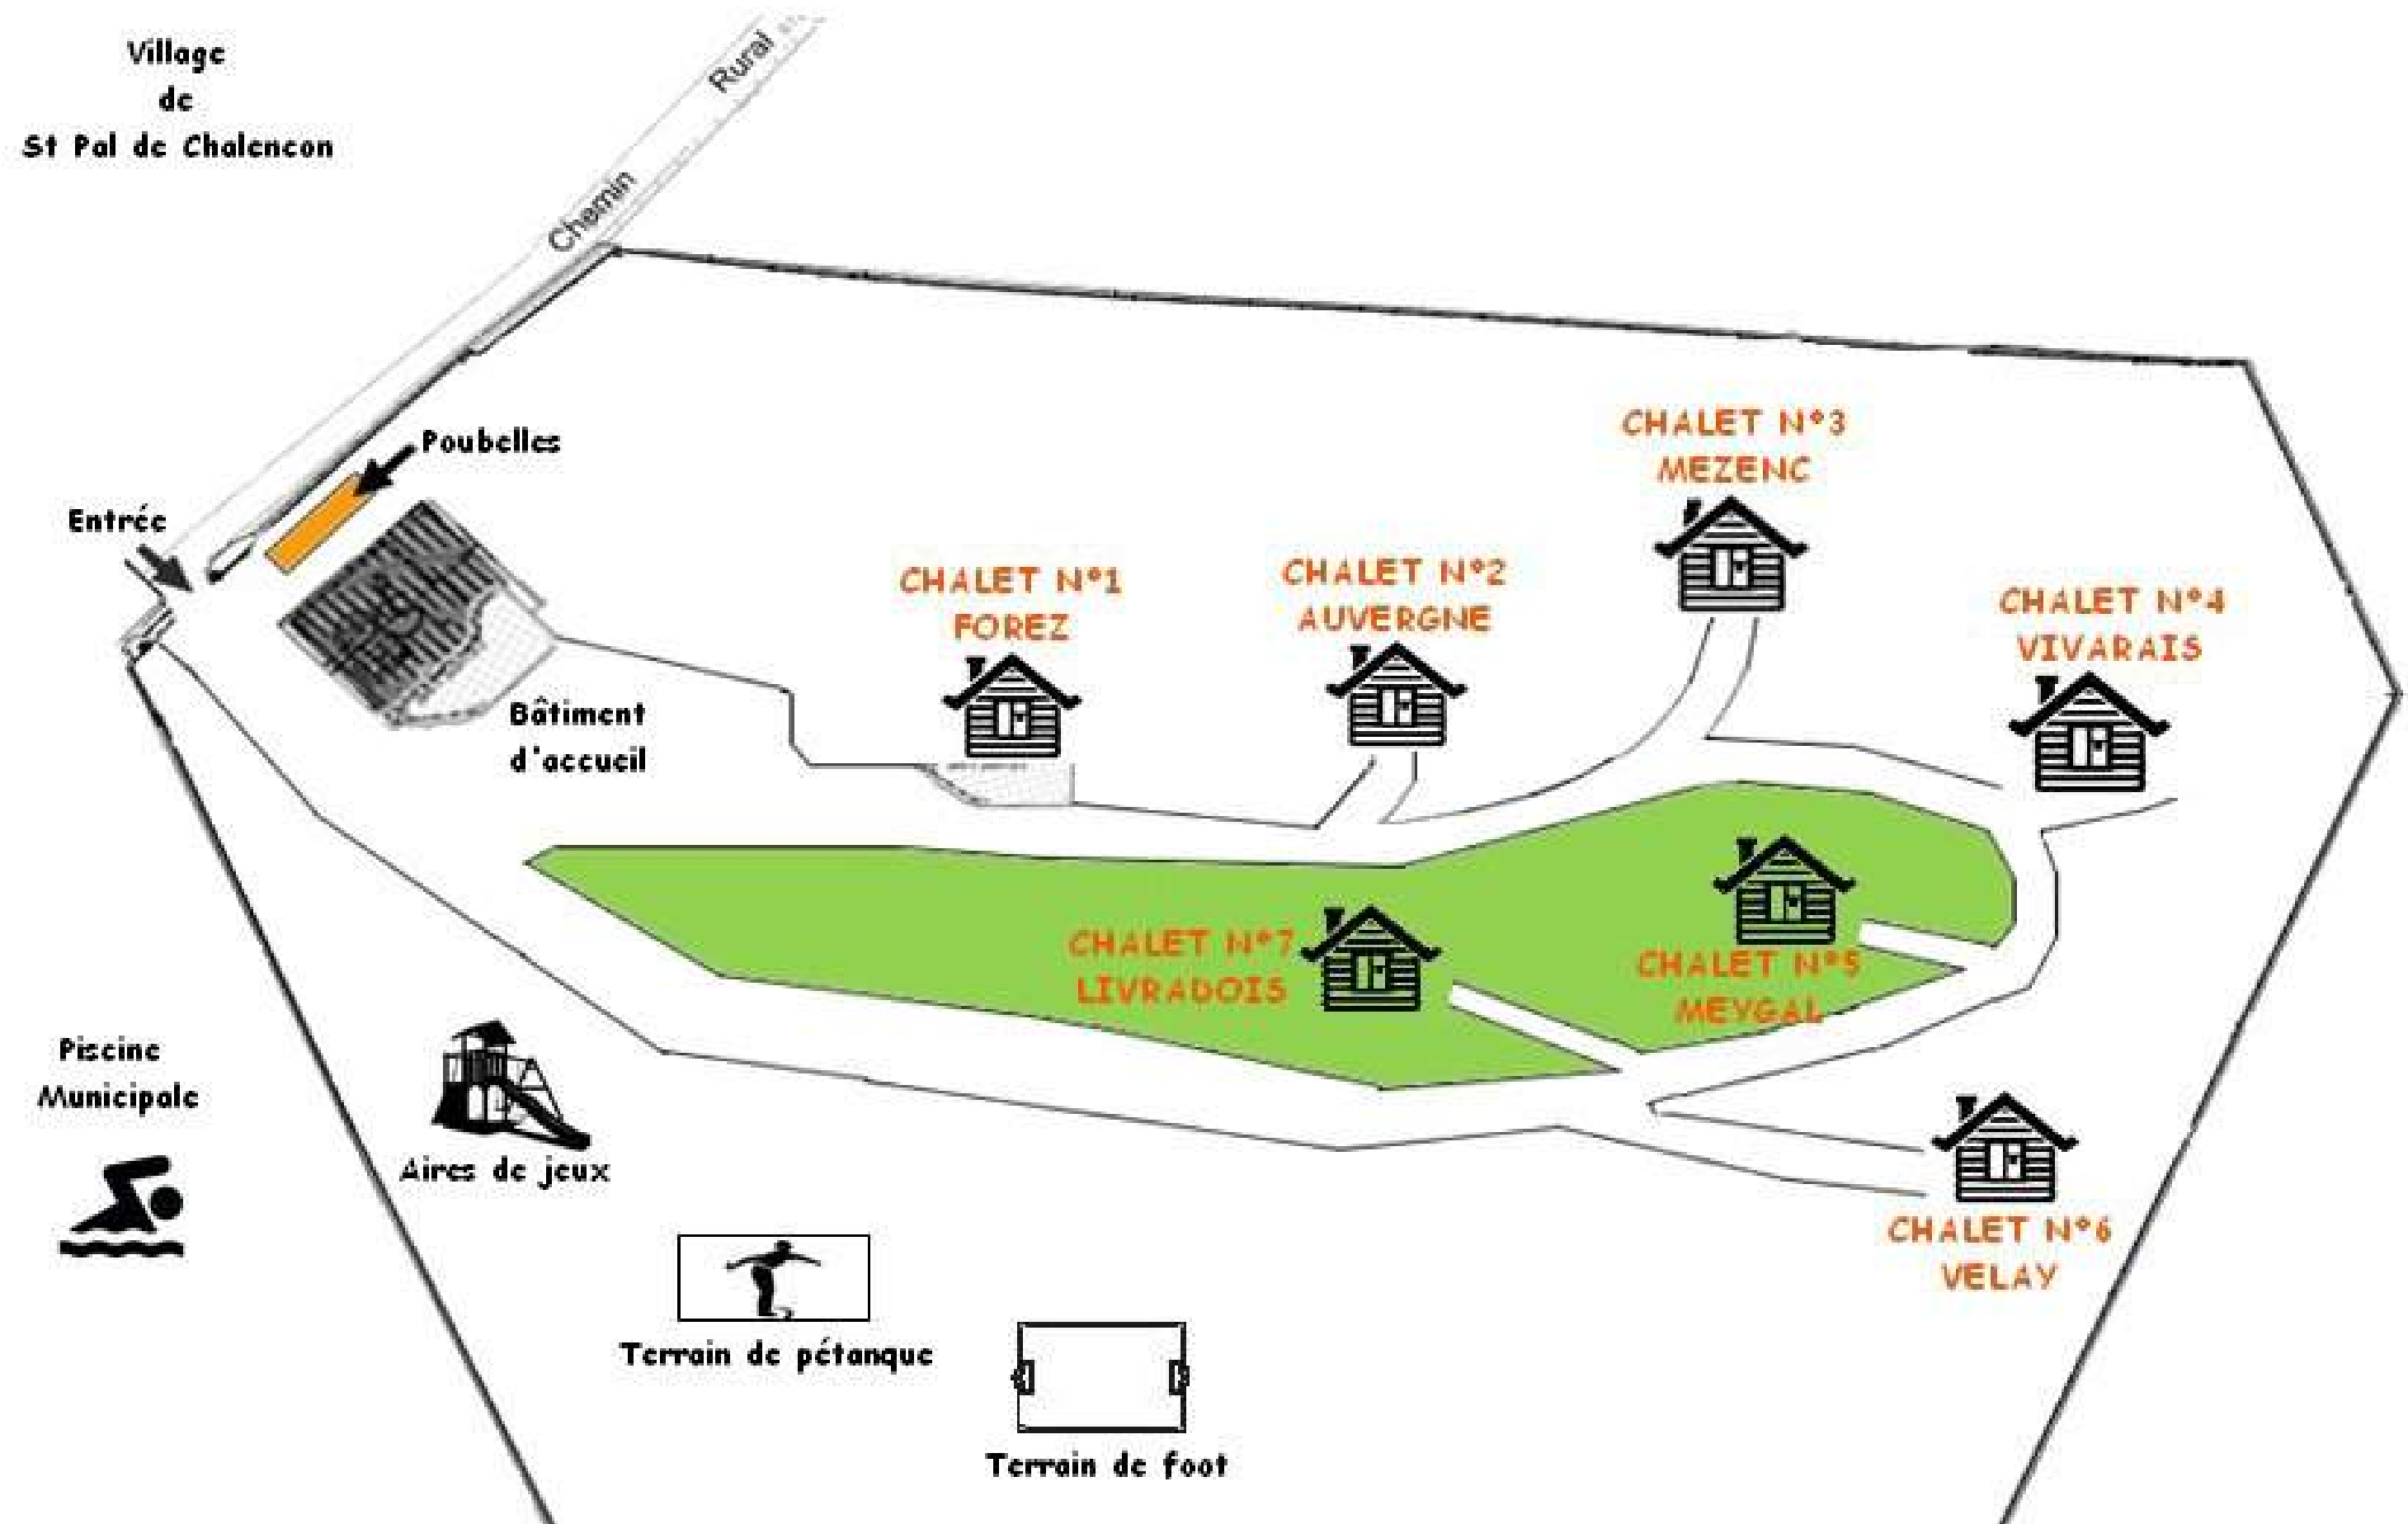 Village
de
St Pal de Chalencon
Chemin Rural
Poubelles
Entrée
Bâtiment
d'accueil
CHALET N°1
FOREZ
CHALET N°2
AUVERGNE
CHALET N°3
MEZENC
CHALET N°4
VIVARAIS
CHALET N°7
LIVRADOIS
CHALET N°5
MEYGAL
Piscine
Municipale
Aires de jeux
CHALET N°6
VELAY
Terrain de pétanque
Terrain de foot